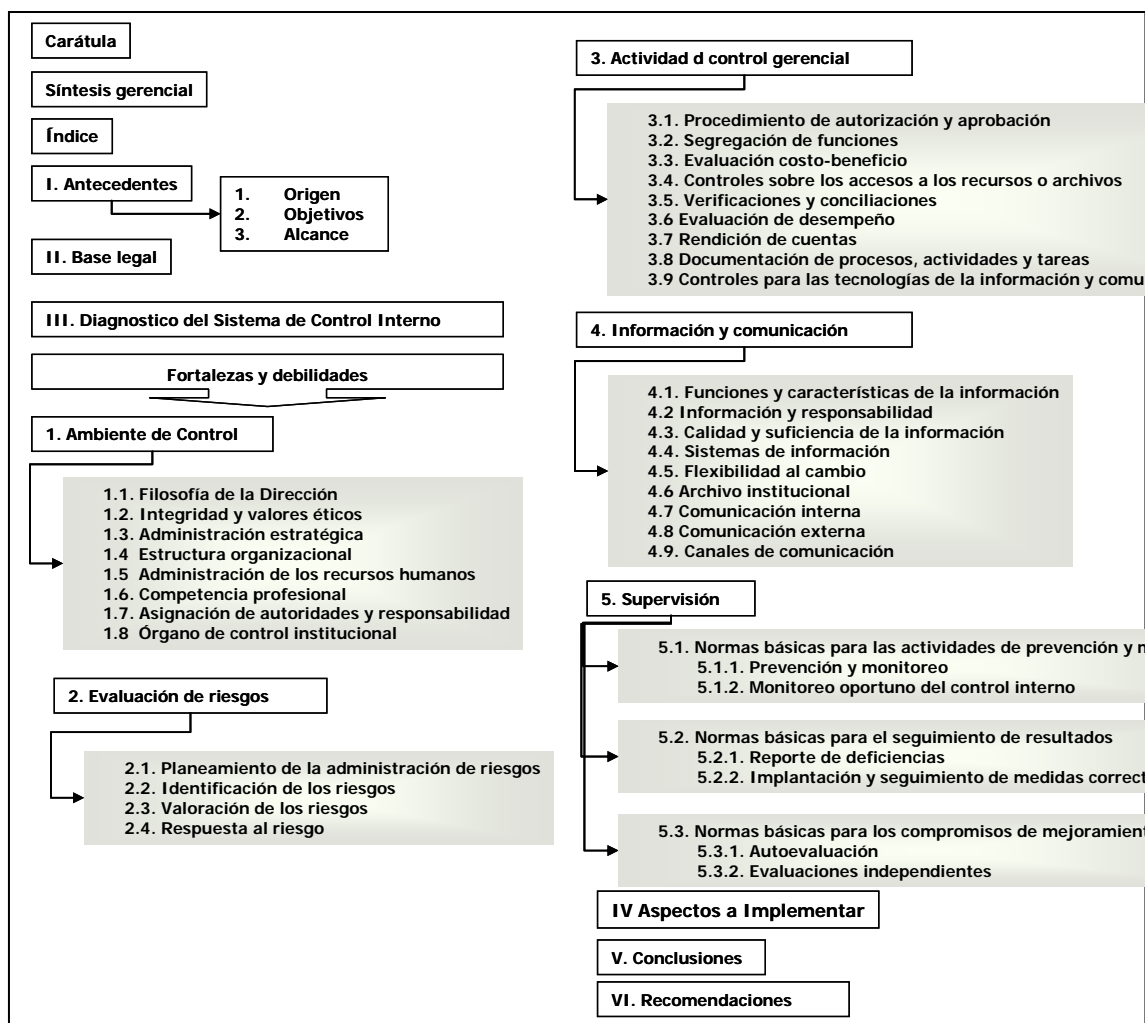 Carátula
Síntesis gerencial
Índice
I. Antecedentes
1. Origen
2. Objetivos
3. Alcance
II. Base legal
III. Diagnostico del Sistema de Control Interno
Fortalezas y debilidades
1. Ambiente de Control
1.1. Filosofía de la Dirección
1.2. Integridad y valores éticos
1.3. Administración estratégica
1.4 Estructura organizacional
1.5 Administración de los recursos humanos
1.6. Competencia profesional
1.7. Asignación de autoridades y responsabilidad
1.8 Órgano de control institucional
2. Evaluación de riesgos
2.1. Planeamiento de la administración de riesgos
2.2. Identificación de los riesgos
2.3. Valoración de los riesgos
2.4. Respuesta al riesgo
3. Actividad d control gerencial
3.1. Procedimiento de autorización y aprobación
3.2. Segregación de funciones
3.3. Evaluación costo-beneficio
3.4. Controles sobre los accesos a los recursos o archivos
3.5. Verificaciones y conciliaciones
3.6 Evaluación de desempeño
3.7 Rendición de cuentas
3.8 Documentación de procesos, actividades y tareas
3.9 Controles para las tecnologías de la información y
4. Información y comunicación
4.1. Funciones y características de la información
4.2 Información y responsabilidad
4.3. Calidad y suficiencia de la información
4.4. Sistemas de información
4.5. Flexibilidad al cambio
4.6 Archivo institucional
4.7 Comunicación interna
4.8 Comunicación externa
4.9. Canales de comunicación
5. Supervisión
5.1. Normas básicas para las actividades de prevención y
5.1.1. Prevención y monitoreo
5.1.2. Monitoreo oportuno del control interno
5.2. Normas básicas para el seguimiento de resultados
5.2.1. Reporte de deficiencias
5.2.2. Implantación y seguimiento de medidas
5.3. Normas básicas para los compromisos de
5.3.1. Autoevaluación
5.3.2. Evaluaciones independientes
IV Aspectos a Implementar
V. Conclusiones
VI. Recomendaciones